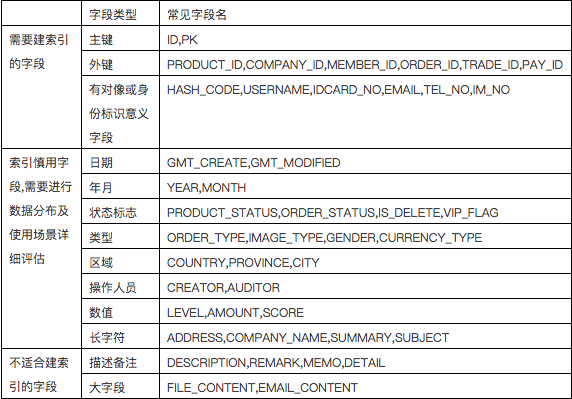 字段类型 常见字段名
需要建索引
的字段
主键 ID,PK
外键 PRODUCT_ID,COMPANY_ID,MEMBER_ID,ORDER_ID,TRADE_ID,PAY_ID
有对像或身
份标识意义
字段
HASH_CODE,USERNAME,IDCARD_NO,EMAIL,TEL_NO,IM_NO
索引慎用字
段,需要进行
数据分布及
使用场景详
细评估
日期 GMT_CREATE,GMT_MODIFIED
年月 YEAR,MONTH
状态标志 PRODUCT_STATUS,ORDER_STATUS,IS_DELETE,VIP_FLAG
类型 ORDER_TYPE,IMAGE_TYPE,GENDER,CURRENCY_TYPE
区域 COUNTRY,PROVINCE,CITY
操作人员 CREATOR,AUDITOR
数值 LEVEL,AMOUNT,SCORE
长字符 ADDRESS,COMPANY_NAME,SUMMARY,SUBJECT
不适合建索
引的字段
描述备注 DESCRIPTION,REMARK,MEMO,DETAIL
大字段 FILE_CONTENT,EMAIL_CONTENT